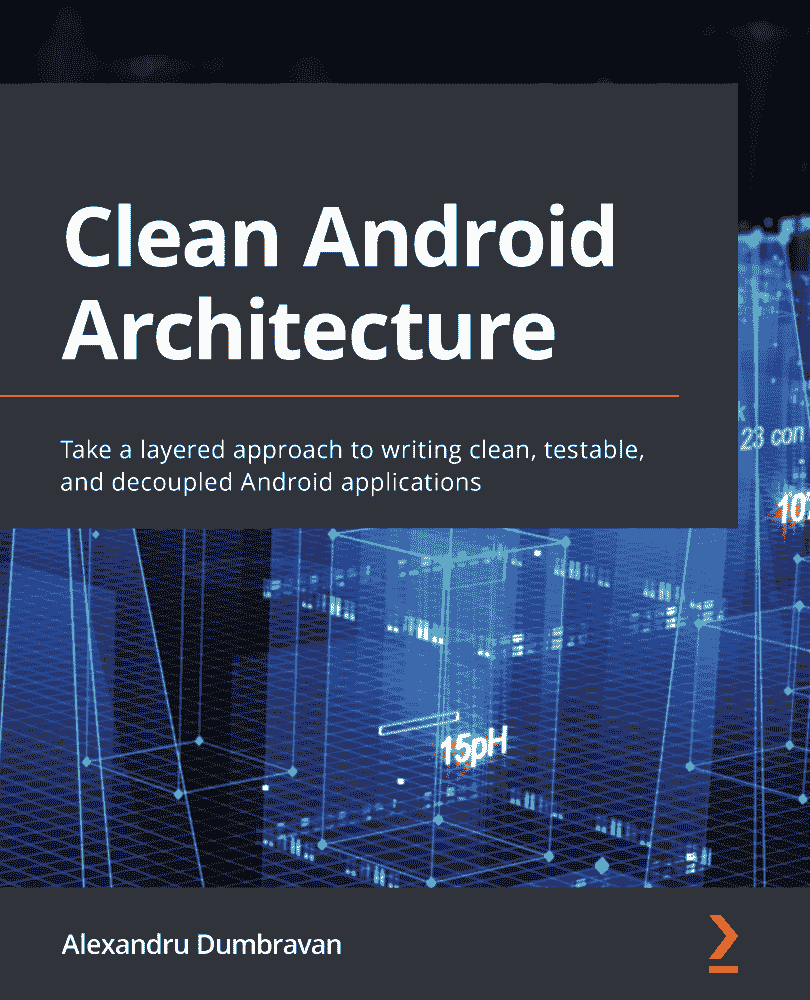 Clean Android
Architecture
Take a layered approach to writing clean, testable,
and decoupled Android applications
23 con
15pH
Alexandru Dumbravan